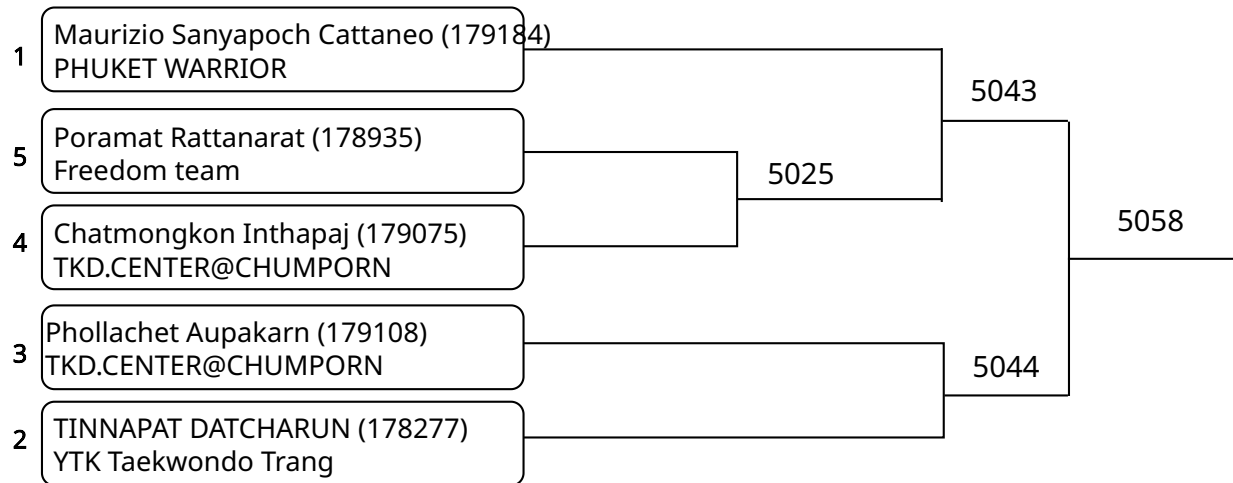 1
Maurizio Sanyapoch Cattaneo (179184)
PHUKET WARRIOR
5043
5
Poramat Rattanarat (178935)
Freedom team
5025
4
Chatmongkon Inthapaj (179075)
TKD.CENTER@CHUMPORN
5058
3
Phollachet Aupakarn (179108)
TKD.CENTER@CHUMPORN
5044
2
TINNAPAT DATCHARUN (178277)
YTK Taekwondo Trang